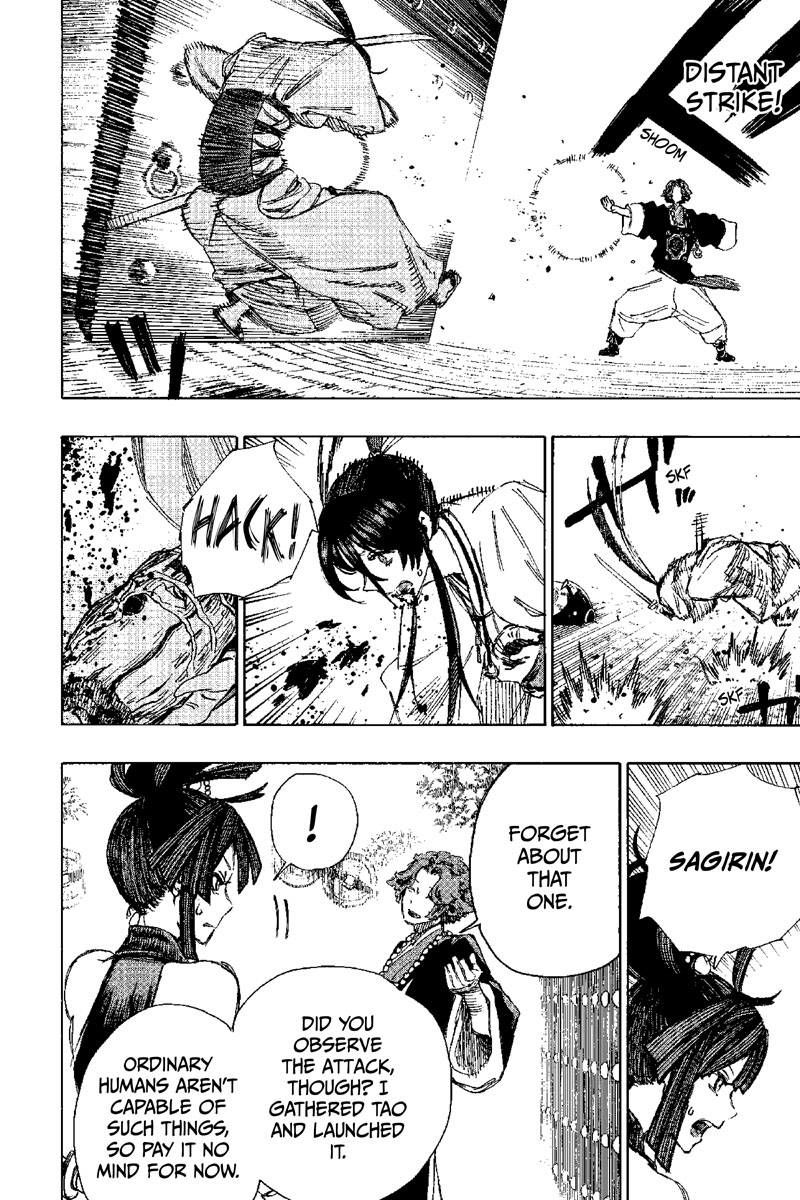 DISTANT
STRIKE!
SHOOM
SKF
SKF
HACK!
SAGIRIN!
FORGET
ABOUT
THAT
ONE.
!
DID YOU
OBSERVE
THE ATTACK,
THOUGH? I
GATHERED TAO
AND LAUNCHED
IT.
ORDINARY
HUMANS AREN'T
CAPABLE OF
SUCH THINGS,
SO PAY IT NO
MIND FOR NOW.